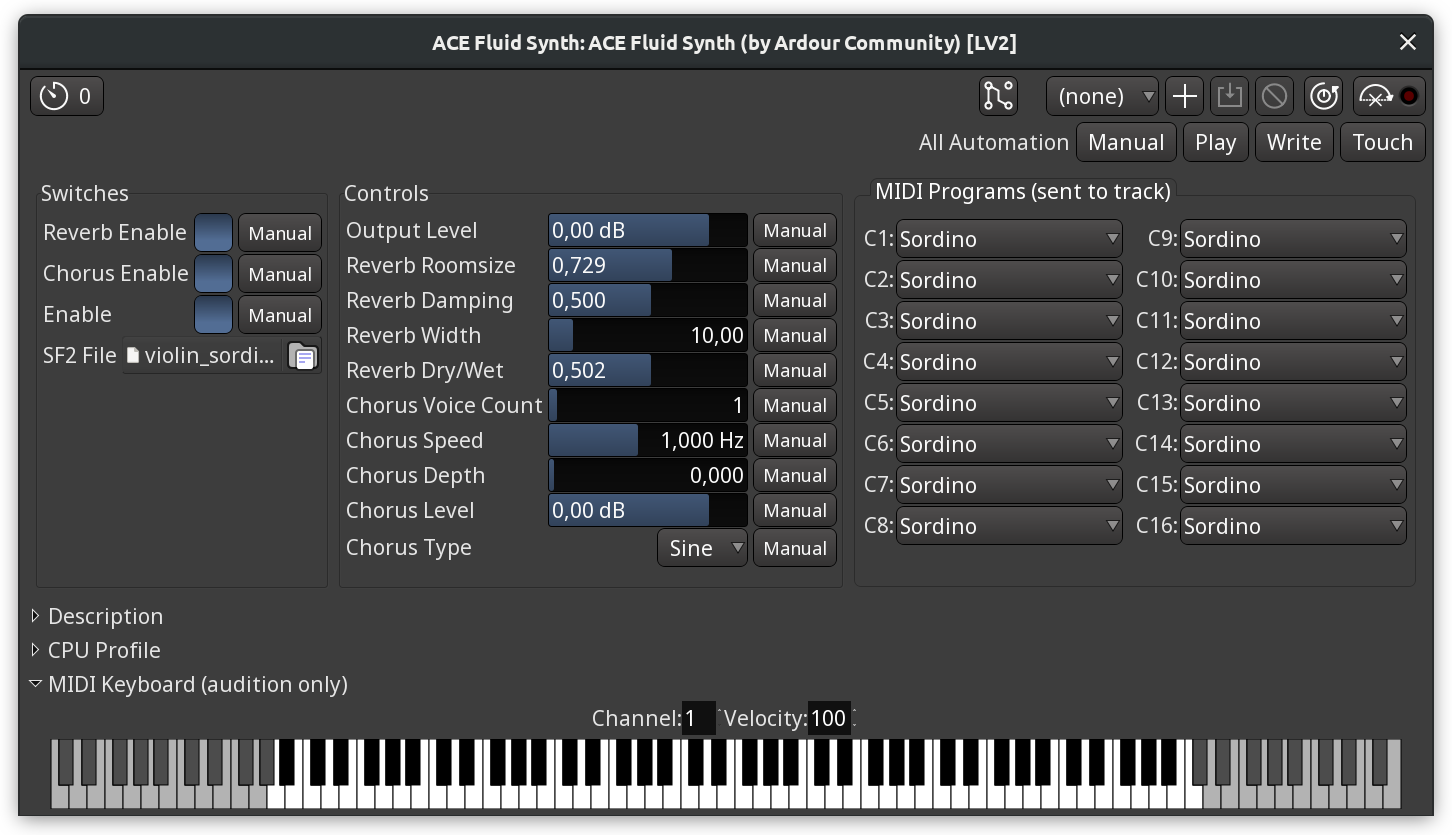 ACE Fluid Synth: ACE Fluid Synth (by Ardour Community) [LV2]
0
(none)
All Automation Manual Play Write Touch
Switches
Reverb Enable Manual
Chorus Enable Manual
Enable Manual
SF2 File violin_sordi...
Controls
Output Level 0,00 dB Manual
Reverb Roomsize 0,729 Manual
Reverb Damping 0,500 Manual
Reverb Width 10,00 Manual
Reverb Dry/Wet 0,502 Manual
Chorus Voice Count 1 Manual
Chorus Speed 1,000 Hz Manual
Chorus Depth 0,000 Manual
Chorus Level 0,00 dB Manual
Chorus Type Sine Manual
MIDI Programs (sent to track)
C1: Sordino C9: Sordino
C2: Sordino C10: Sordino
C3: Sordino C11: Sordino
C4: Sordino C12: Sordino
C5: Sordino C13: Sordino
C6: Sordino C14: Sordino
C7: Sordino C15: Sordino
C8: Sordino C16: Sordino
Description
CPU Profile
MIDI Keyboard (audition only)
Channel: 1 Velocity: 100